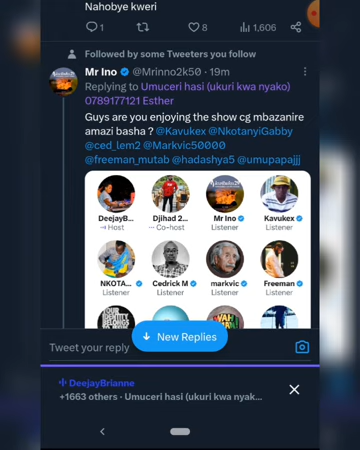 Nahobye kweri
1
8
1,606
Followed by some Tweeters you follow
Mr Ino @Mrinno2k50 · 19m
Replying to Umuceri hasi (ukuri kwa nyako)
0789177121 Esther
Guys are you enjoying the show cg mbazanire
amazi basha ? @Kavukex @NkotanyiGabby
@ced_lem2 @Markvic50000
@freeman_mutab @hadashya5 @umupapajjj
DeejayB... Djihad 2... Mr Ino Kavukex
Host Co-host Listener Listener
NKOTA... Cedrick M markvic Freeman
Listener Listener Listener Listener
New Replies
Tweet your reply
DeejayBrianne
+1663 others · Umuceri hasi (ukuri kwa nyak...